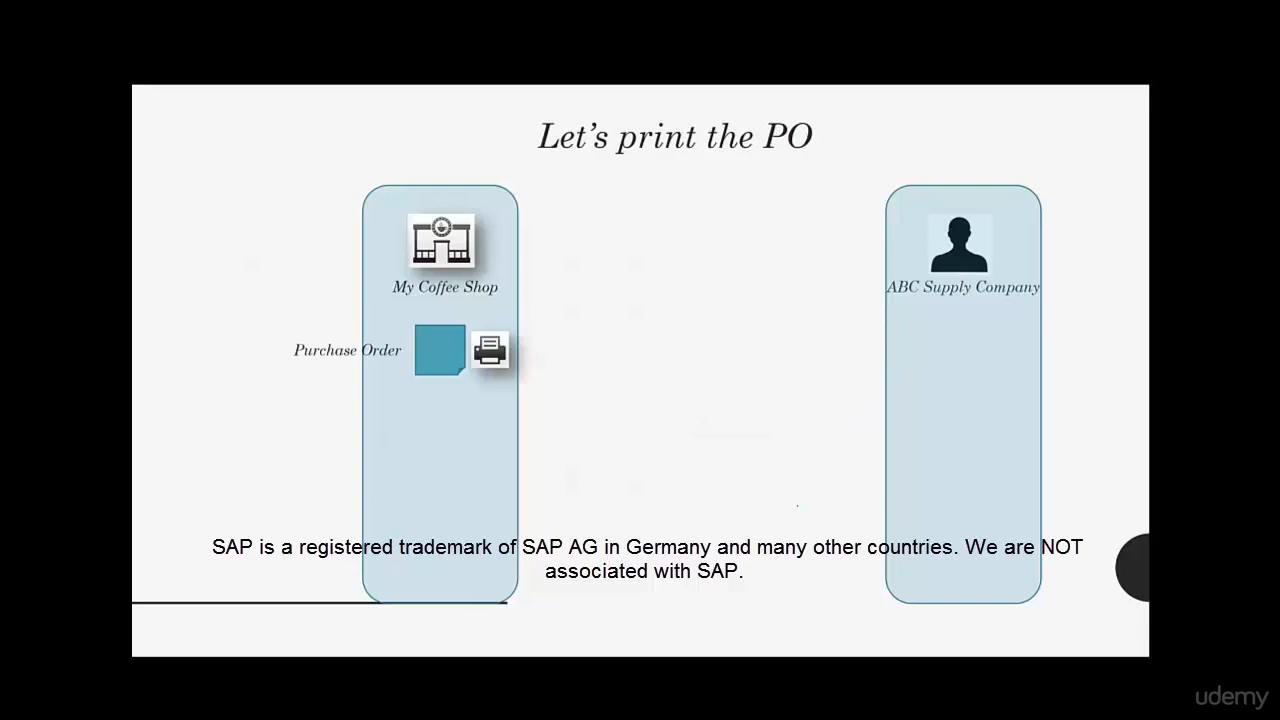 Let's print the PO
My Coffee Shop
ABC Supply Company
Purchase Order
SAP is a registered trademark of SAP AG in Germany and many other countries. We are NOT
associated with SAP.
udemy